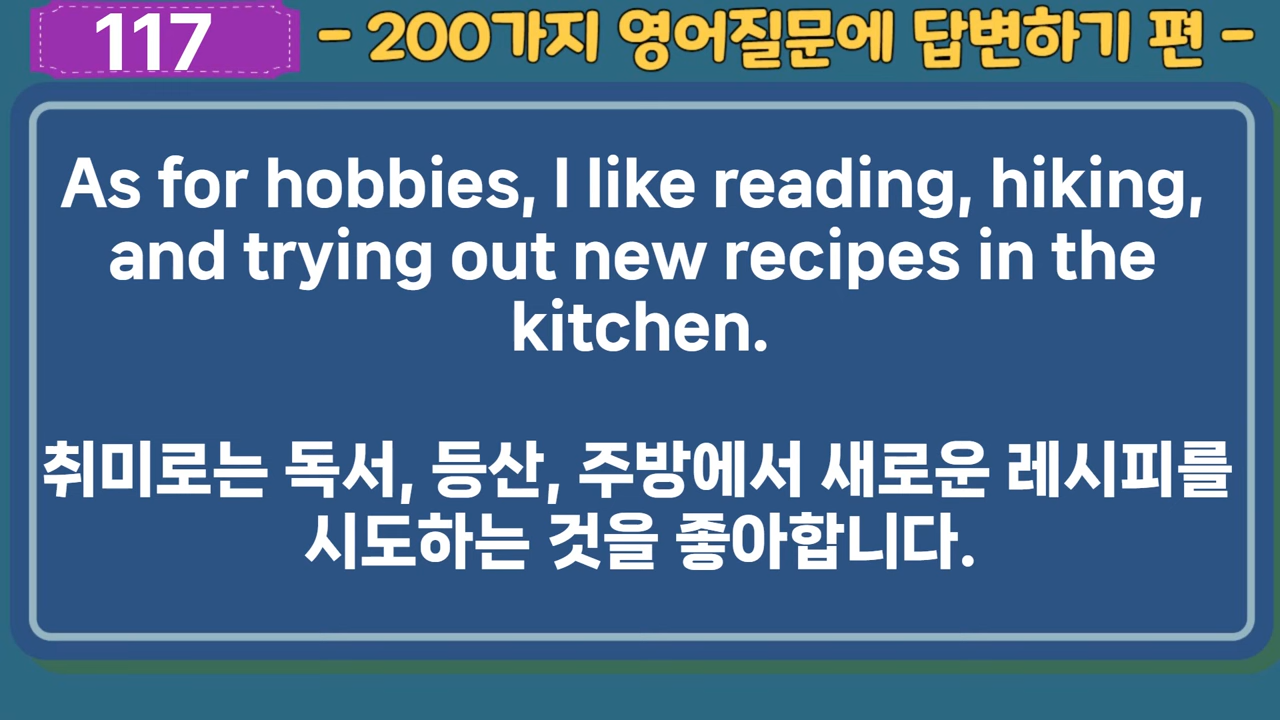 117
- 200가지 영어질문에 답변하기 편 -
As for hobbies, I like reading, hiking,
and trying out new recipes in the
kitchen.
취미로는 독서, 등산, 주방에서 새로운 레시피를
시도하는 것을 좋아합니다.